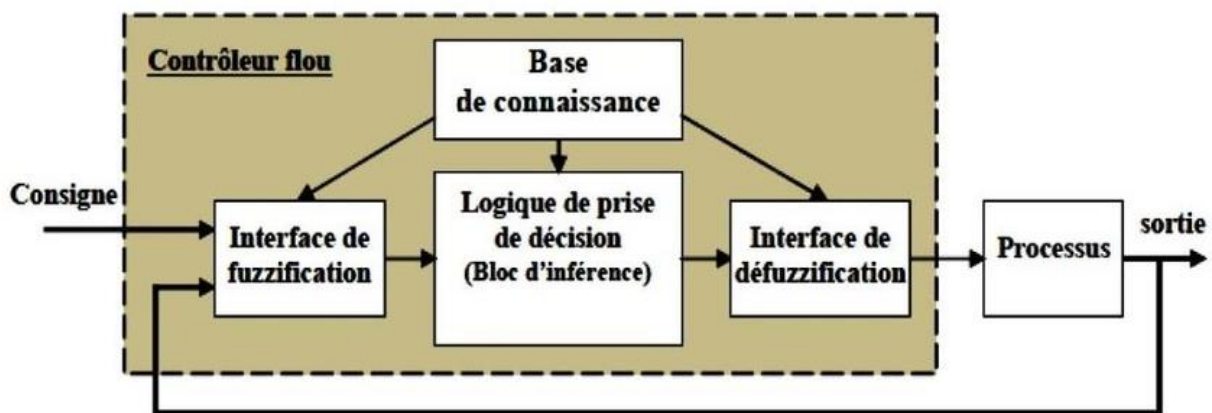 Contrôleur flou
Base
de connaissance
Consigne
Interface de
fuzzification
Logique de prise
de décision
(Bloc d'inférence)
Interface de
défuzzification
Processus
sortie